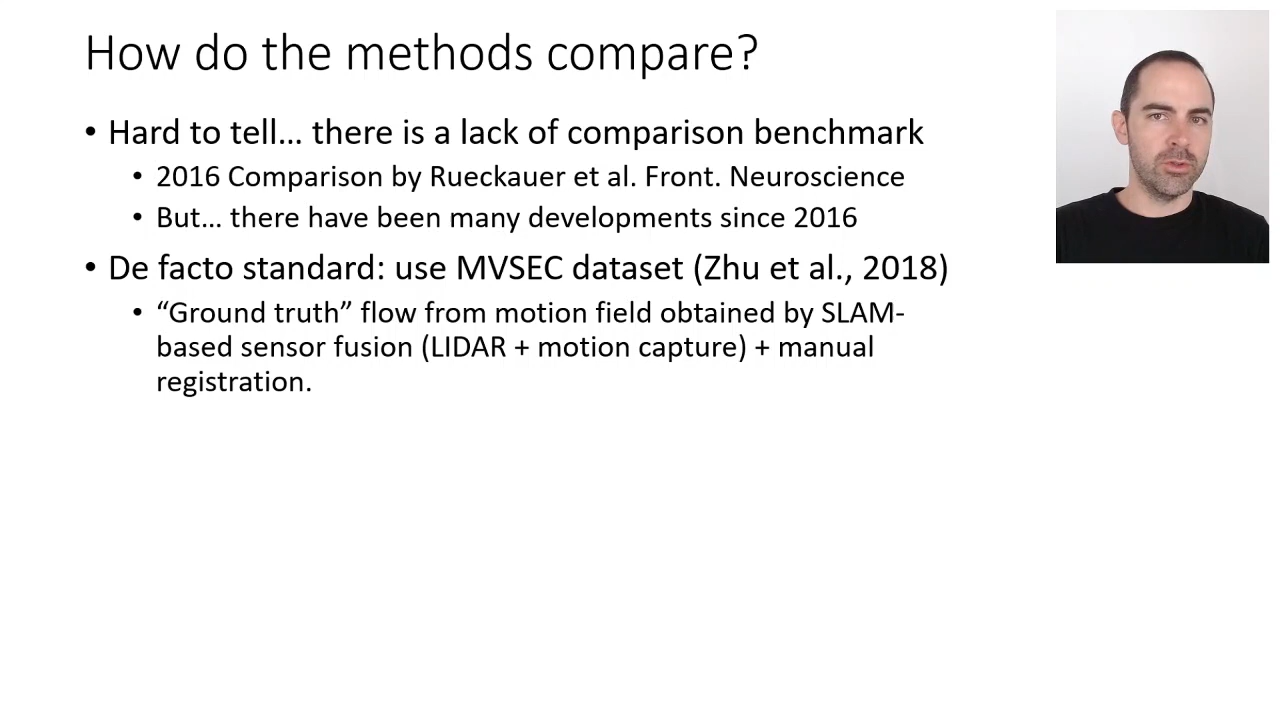 How do the methods compare?
• Hard to tell… there is a lack of comparison benchmark
• 2016 Comparison by Rueckauer et al. Front. Neuroscience
• But… there have been many developments since 2016
• De facto standard: use MVSEC dataset (Zhu et al., 2018)
• “Ground truth” flow from motion field obtained by SLAM-
based sensor fusion (LIDAR + motion capture) + manual
registration.